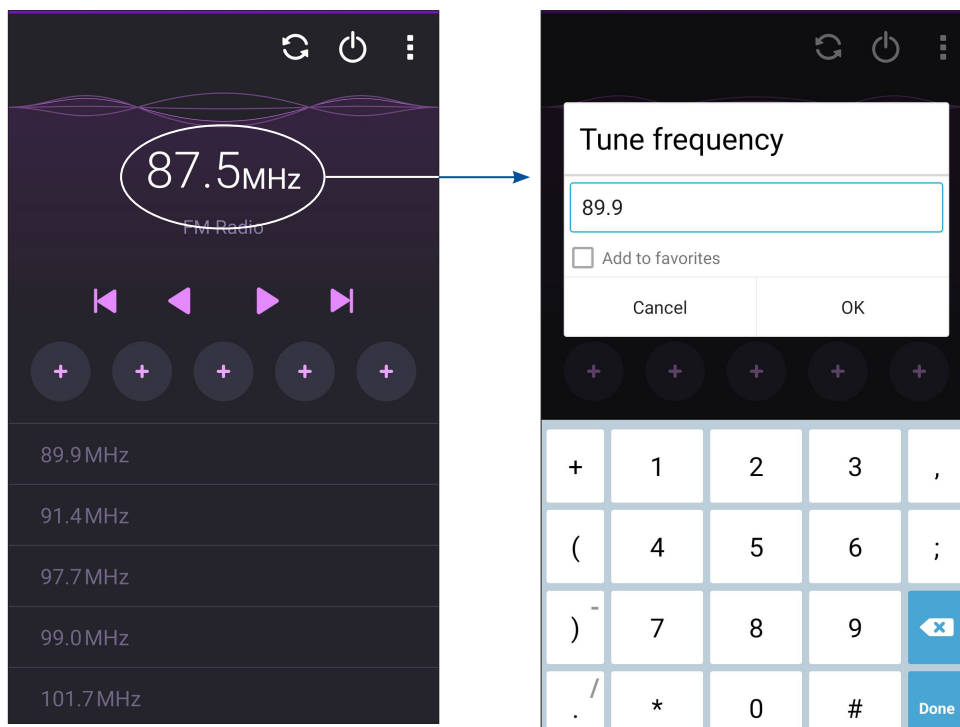 87.5MHz
FM Radio
+ + + + +
89.9MHz
91.4MHz
97.7MHz
99.0MHz
101.7MHz
Tune frequency
89.9
Add to favorites
Cancel OK
+ + + + +
+ 1 2 3 ,
( 4 5 6 ;
) - 7 8 9
. / * 0 # Done